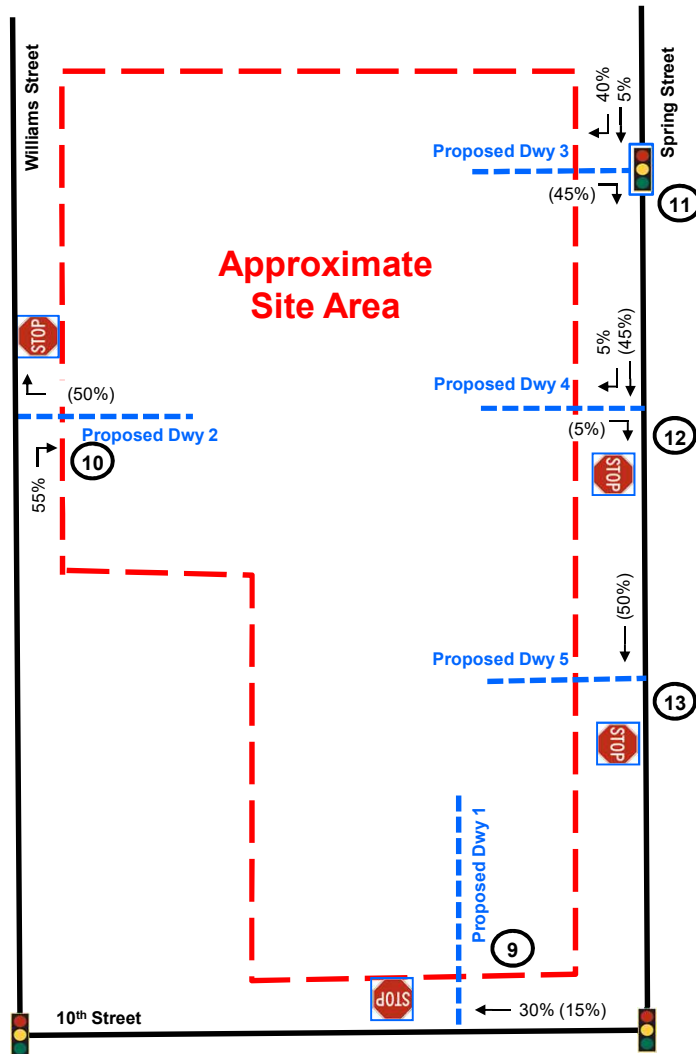 Williams Street
Spring Street
40%
5%
Proposed Dwy 3
(45%)
11
Approximate
Site Area
STOP
(50%)
Proposed Dwy 2
10
55%
5%
(45%)
Proposed Dwy 4
(5%)
12
STOP
(50%)
Proposed Dwy 5
13
STOP
Proposed Dwy 1
9
STOP
30% (15%)
10th Street